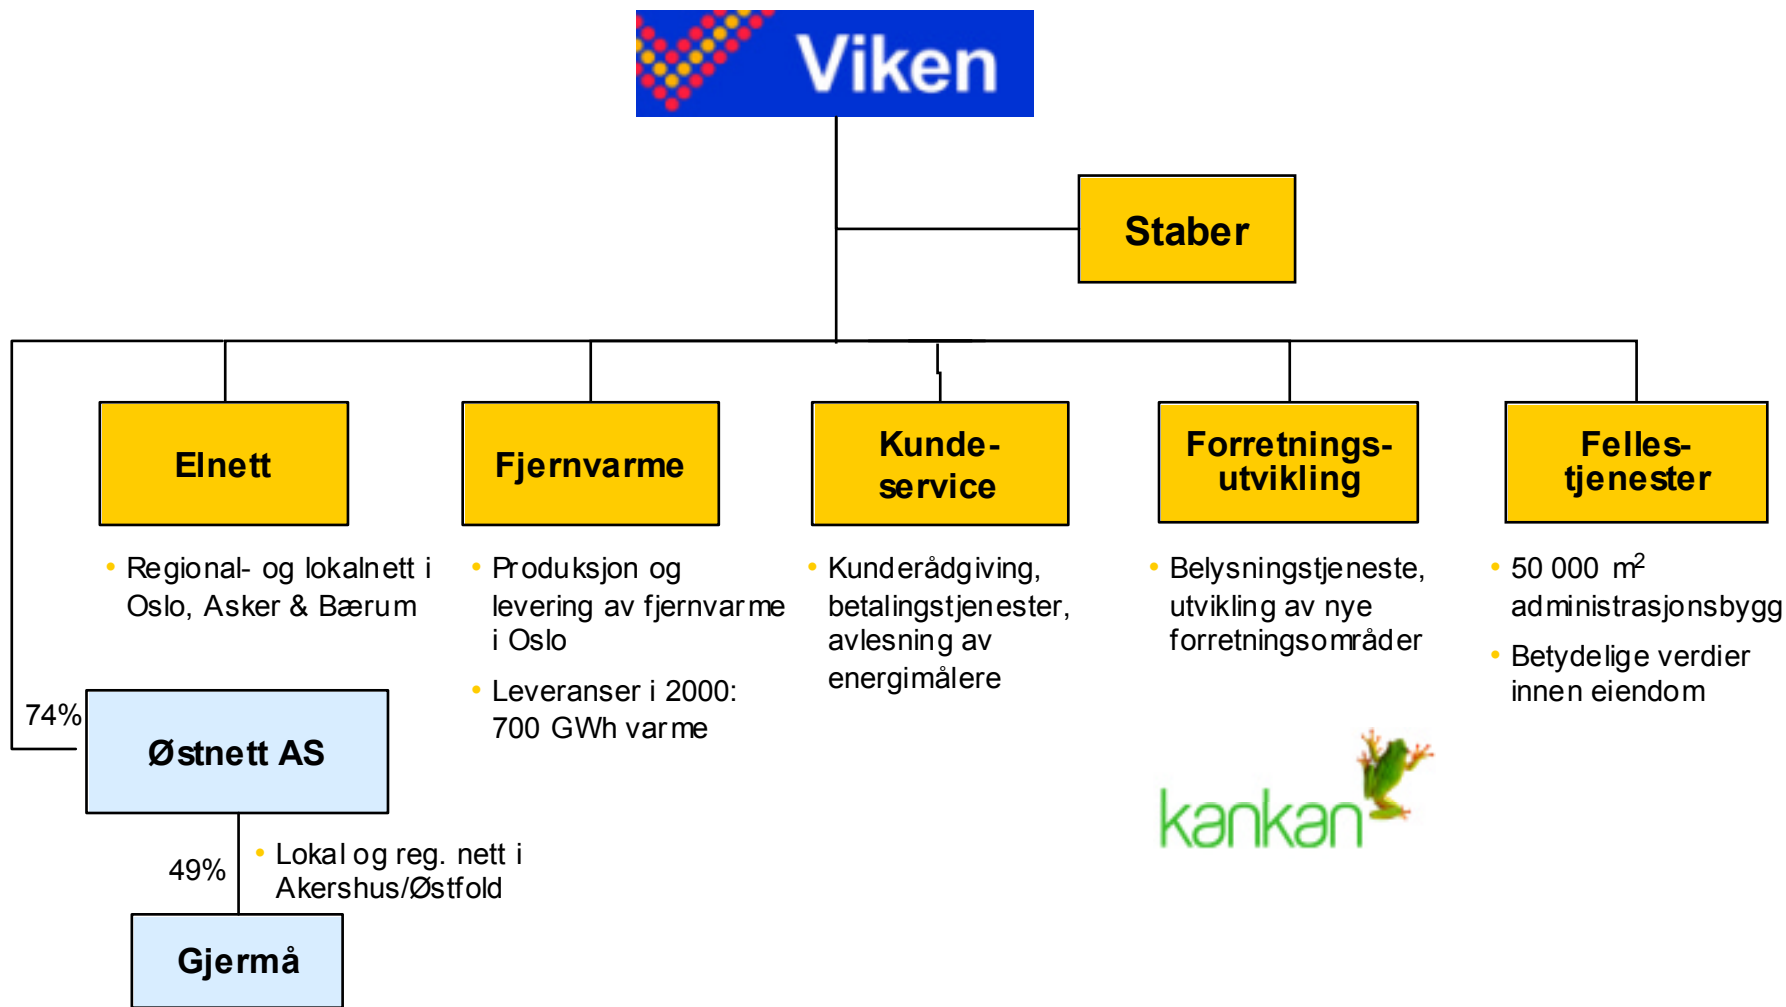 Viken
Staber
Elnett
Fjernvarme
Kunde-
service
Forretnings-
utvikling
Felles-
tjenester
• Regional- og lokalnett i
Oslo, Asker & Bærum
• Produksjon og
levering av fjernvarme
i Oslo
• Leveranser i 2000:
700 GWh varme
• Kunderådgiving,
betalingstjenester,
avlesning av
energimålere
• Belysningstjeneste,
utvikling av nye
forretningsområder
• 50 000 m²
administrasjonsbygg
• Betydelige verdier
innen eiendom
74%
Østnett AS
kankan
49%
• Lokal og reg. nett i
Akershus/Østfold
Gjermå